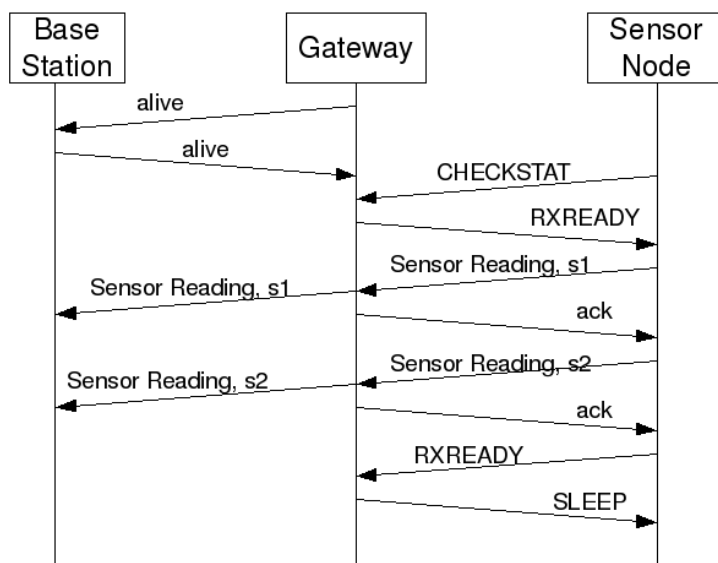 Base
Station
Gateway
Sensor
Node
alive
alive
CHECKSTAT
RXREADY
Sensor Reading, s1
Sensor Reading, s1
ack
Sensor Reading, s2
Sensor Reading, s2
ack
RXREADY
SLEEP